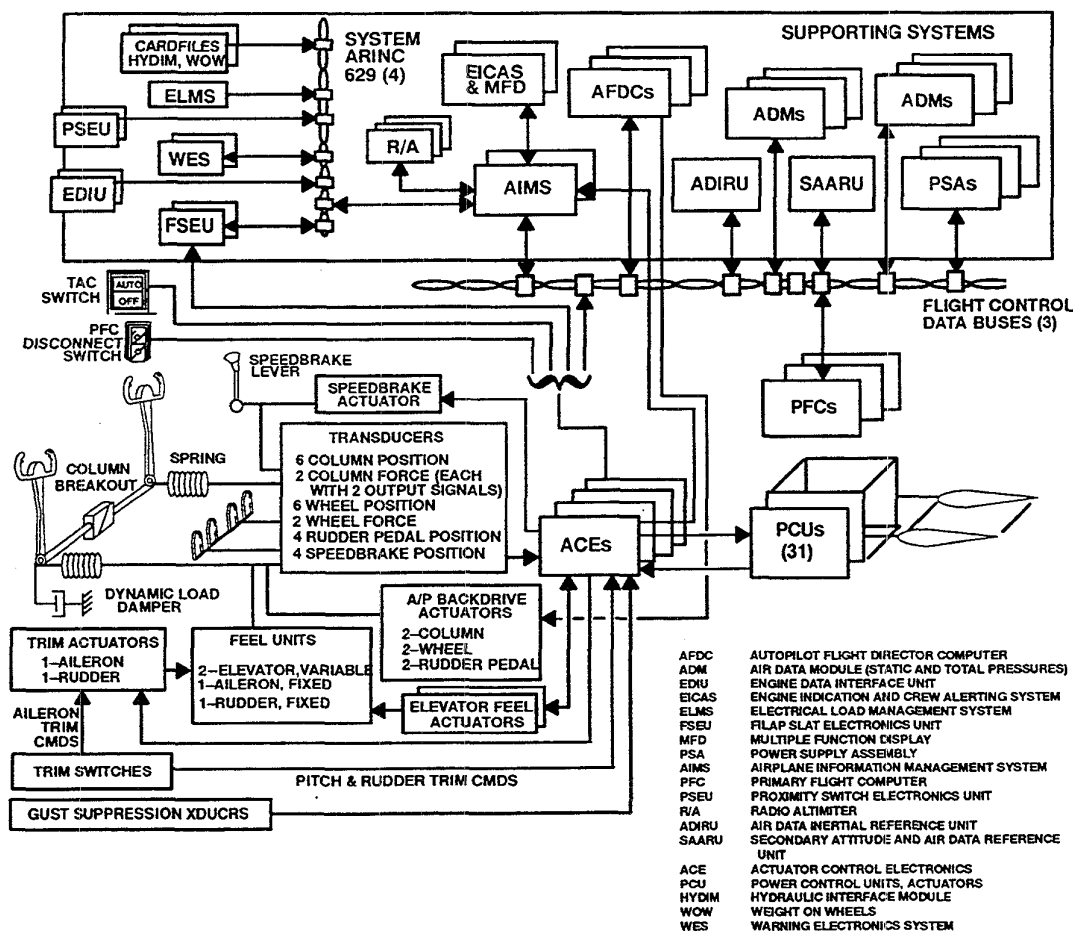 SUPPORTING SYSTEMS
CARDFILES
HYDIM, WOW
SYSTEM
ARINC
629 (4)
EICAS
& MFD
AFDCs
ADMs
ADMs
ELMS
PSEU
R/A
WES
AIMS
ADIRU
SAARU
PSAs
EDIU
FSEU
TAC
SWITCH
AUTO
OFF
FLIGHT CONTROL
DATA BUSES (3)
PFC
DISCONNECT
SWITCH
SPEEDBRAKE
LEVER
SPEEDBRAKE
ACTUATOR
PFCs
TRANSDUCERS
6 COLUMN POSITION
2 COLUMN FORCE (EACH
WITH 2 OUTPUT SIGNALS)
6 WHEEL POSITION
2 WHEEL FORCE
4 RUDDER PEDAL POSITION
4 SPEEDBRAKE POSITION
COLUMN
BREAKOUT
SPRING
ACEs
PCUs
(31)
DYNAMIC LOAD
DAMPER
A/P BACKDRIVE
ACTUATORS
2–COLUMN
2–WHEEL
2–RUDDER PEDAL
TRIM ACTUATORS
1–AILERON
1–RUDDER
FEEL UNITS
2–ELEVATOR,VARIABLE
1–AILERON, FIXED
1–RUDDER, FIXED
ELEVATOR FEEL
ACTUATORS
AILERON
TRIM
CMDS
TRIM SWITCHES
PITCH & RUDDER TRIM CMDS
GUST SUPPRESSION XDUCRS
AFDC AUTOPILOT FLIGHT DIRECTOR COMPUTER
ADM AIR DATA MODULE (STATIC AND TOTAL PRESSURES)
EDIU ENGINE DATA INTERFACE UNIT
EICAS ENGINE INDICATION AND CREW ALERTING SYSTEM
ELMS ELECTRICAL LOAD MANAGEMENT SYSTEM
FSEU FILAP SLAT ELECTRONICS UNIT
MFD MULTIPLE FUNCTION DISPLAY
PSA POWER SUPPLY ASSEMBLY
AIMS AIRPLANE INFORMATION MANAGEMENT SYSTEM
PFC PRIMARY FLIGHT COMPUTER
PSEU PROXIMITY SWITCH ELECTRONICS UNIT
R/A RADIO ALTIMITER
ADIRU AIR DATA INERTIAL REFERENCE UNIT
SAARU SECONDARY ATTITUDE AND AIR DATA REFERENCE
UNIT
ACE ACTUATOR CONTROL ELECTRONICS
PCU POWER CONTROL UNITS, ACTUATORS
HYDIM HYDRAULIC INTERFACE MODULE
WOW WEIGHT ON WHEELS
WES WARNING ELECTRONICS SYSTEM